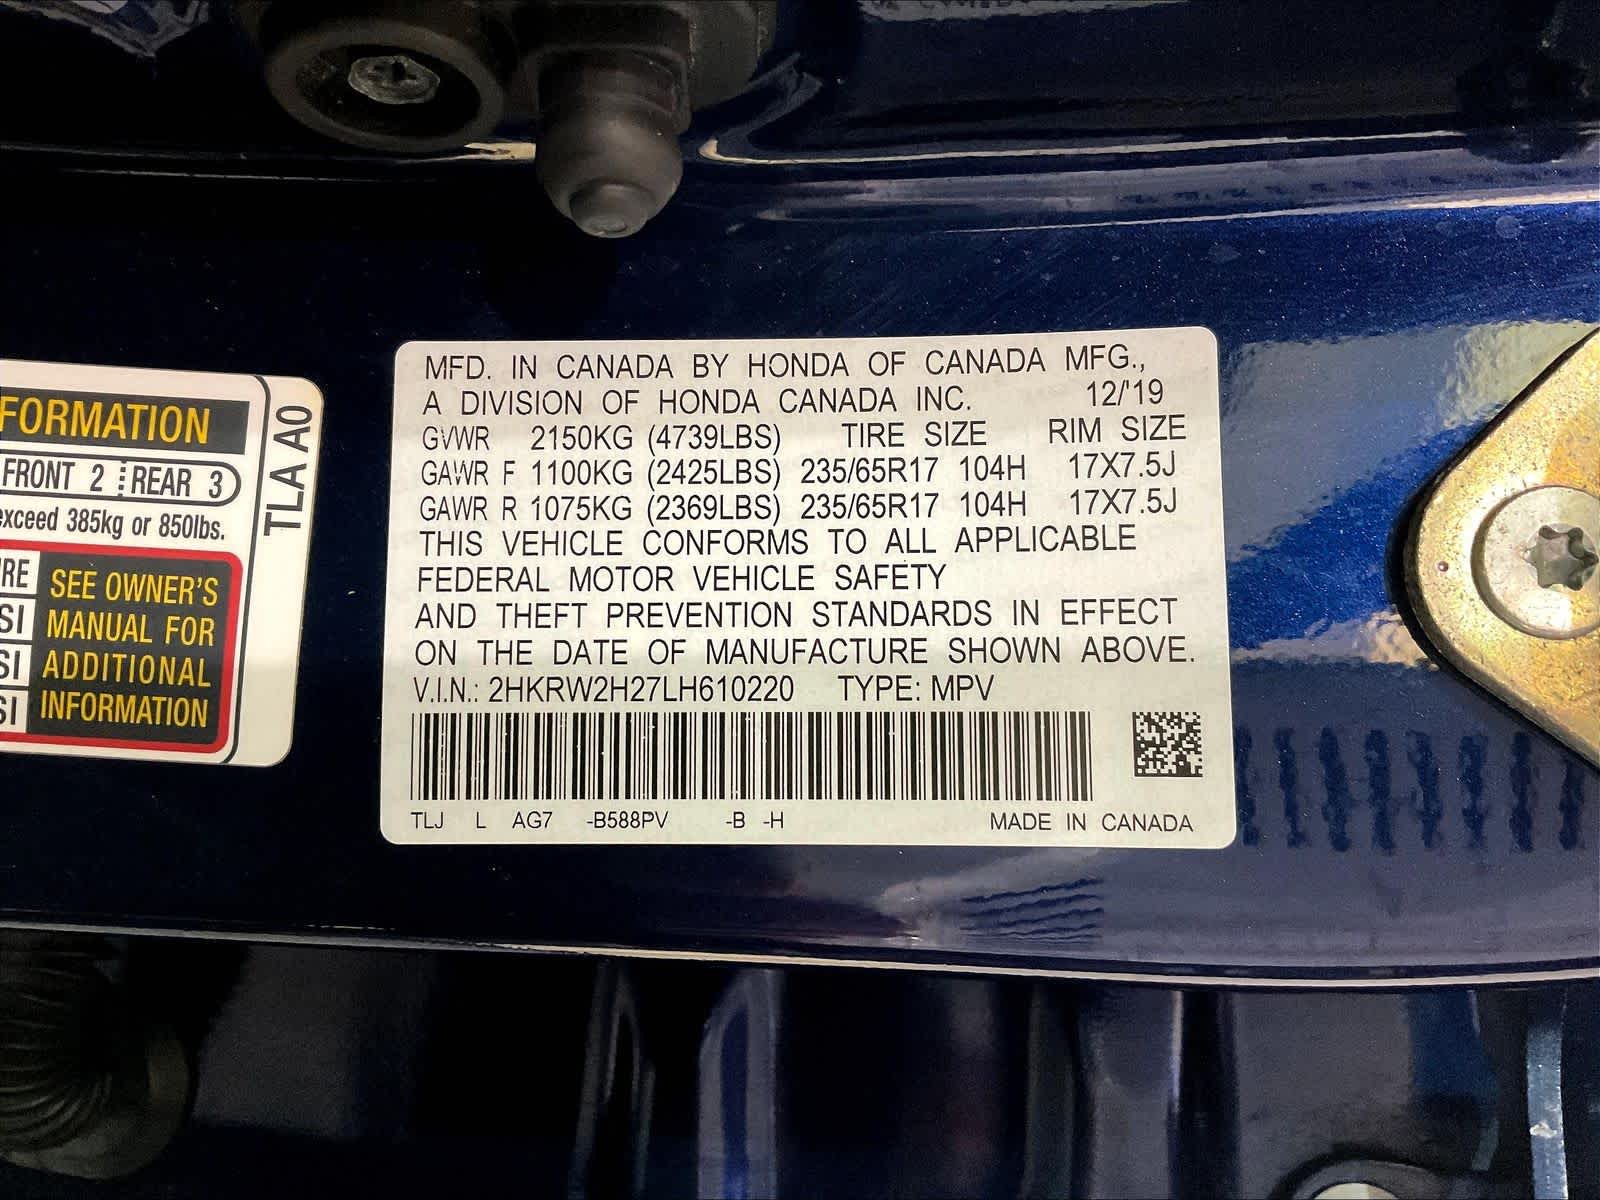 FORMATION
FRONT 2 REAR 3
exceed 385kg or 850lbs.
SEE OWNER'S
MANUAL FOR
ADDITIONAL
INFORMATION
TLA A0
MFD. IN CANADA BY HONDA OF CANADA MFG.,
A DIVISION OF HONDA CANADA INC. 12/'19
GVWR 2150KG (4739LBS) TIRE SIZE RIM SIZE
GAWR F 1100KG (2425LBS) 235/65R17 104H 17X7.5J
GAWR R 1075KG (2369LBS) 235/65R17 104H 17X7.5J
THIS VEHICLE CONFORMS TO ALL APPLICABLE
FEDERAL MOTOR VEHICLE SAFETY
AND THEFT PREVENTION STANDARDS IN EFFECT
ON THE DATE OF MANUFACTURE SHOWN ABOVE.
V.I.N.: 2HKRW2H27LH610220 TYPE: MPV
TLJ L AG7 -B588PV -B -H MADE IN CANADA